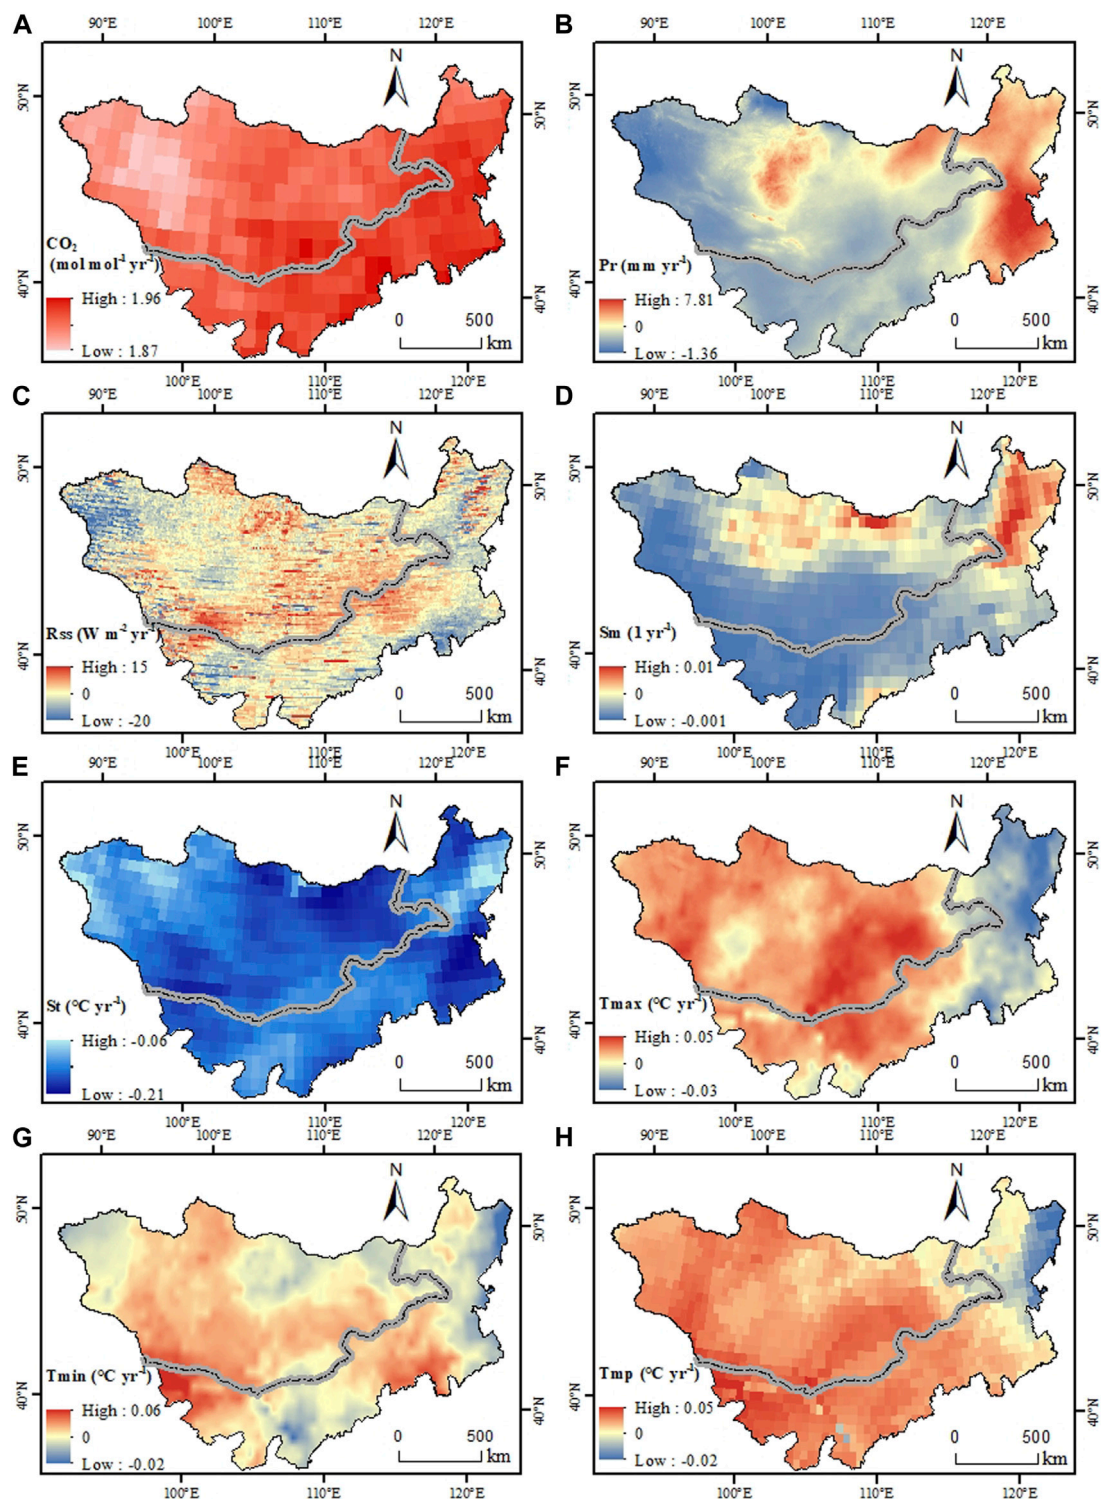 A
90°E 100°E 110°E 120°E
N
50°N
50°N
CO₂
(mol mol⁻¹ yr⁻¹)
High : 1.96
Low : 1.87
40°N
40°N
0 500
km
100°E 110°E 120°E
B
90°E 100°E 110°E 120°E
N
50°N
50°N
Pr (mm yr⁻¹)
High : 7.81
0
Low : -1.36
40°N
40°N
0 500
km
100°E 110°E 120°E
C
90°E 100°E 110°E 120°E
N
50°N
50°N
Rss (W m⁻² yr⁻¹)
High : 15
0
Low : -20
40°N
40°N
0 500
km
100°E 110°E 120°E
D
90°E 100°E 110°E 120°E
N
50°N
50°N
Sm (1 yr⁻¹)
High : 0.01
0
Low : -0.001
40°N
40°N
0 500
km
100°E 110°E 120°E
E
90°E 100°E 110°E 120°E
N
50°N
50°N
St (°C yr⁻¹)
High : -0.06
Low : -0.21
40°N
40°N
0 500
km
100°E 110°E 120°E
F
90°E 100°E 110°E 120°E
N
50°N
50°N
Tmax (°C yr⁻¹)
High : 0.05
0
Low : -0.03
40°N
40°N
0 500
km
100°E 110°E 120°E
G
90°E 100°E 110°E 120°E
N
50°N
50°N
Tmin (°C yr⁻¹)
High : 0.06
0
Low : -0.02
40°N
40°N
0 500
km
100°E 110°E 120°E
H
90°E 100°E 110°E 120°E
N
50°N
50°N
Tmp (°C yr⁻¹)
High : 0.05
0
Low : -0.02
40°N
40°N
0 500
km
100°E 110°E 120°E